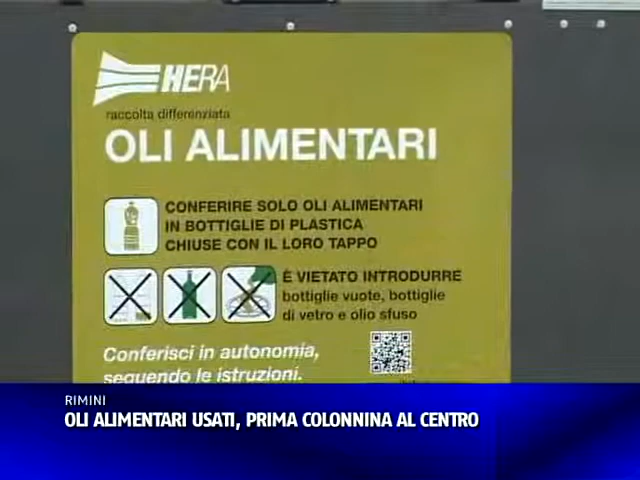 HERA
raccolta differenziata
OLI ALIMENTARI
CONFERIRE SOLO OLI ALIMENTARI
IN BOTTIGLIE DI PLASTICA
CHIUSE CON IL LORO TAPPO
È VIETATO INTRODURRE
bottiglie vuote, bottiglie
di vetro e olio sfuso
Conferisci in autonomia,
seguendo le istruzioni.
RIMINI
OLI ALIMENTARI USATI, PRIMA COLONNINA AL CENTRO